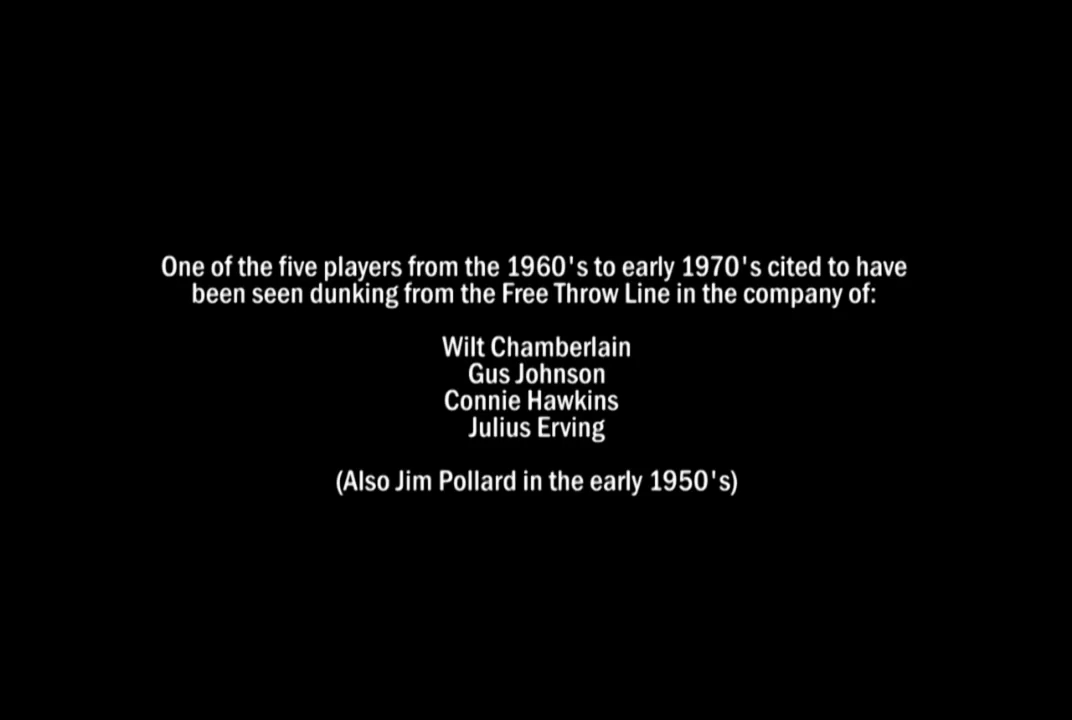 One of the five players from the 1960's to early 1970's cited to have
been seen dunking from the Free Throw Line in the company of:
Wilt Chamberlain
Gus Johnson
Connie Hawkins
Julius Erving
(Also Jim Pollard in the early 1950's)